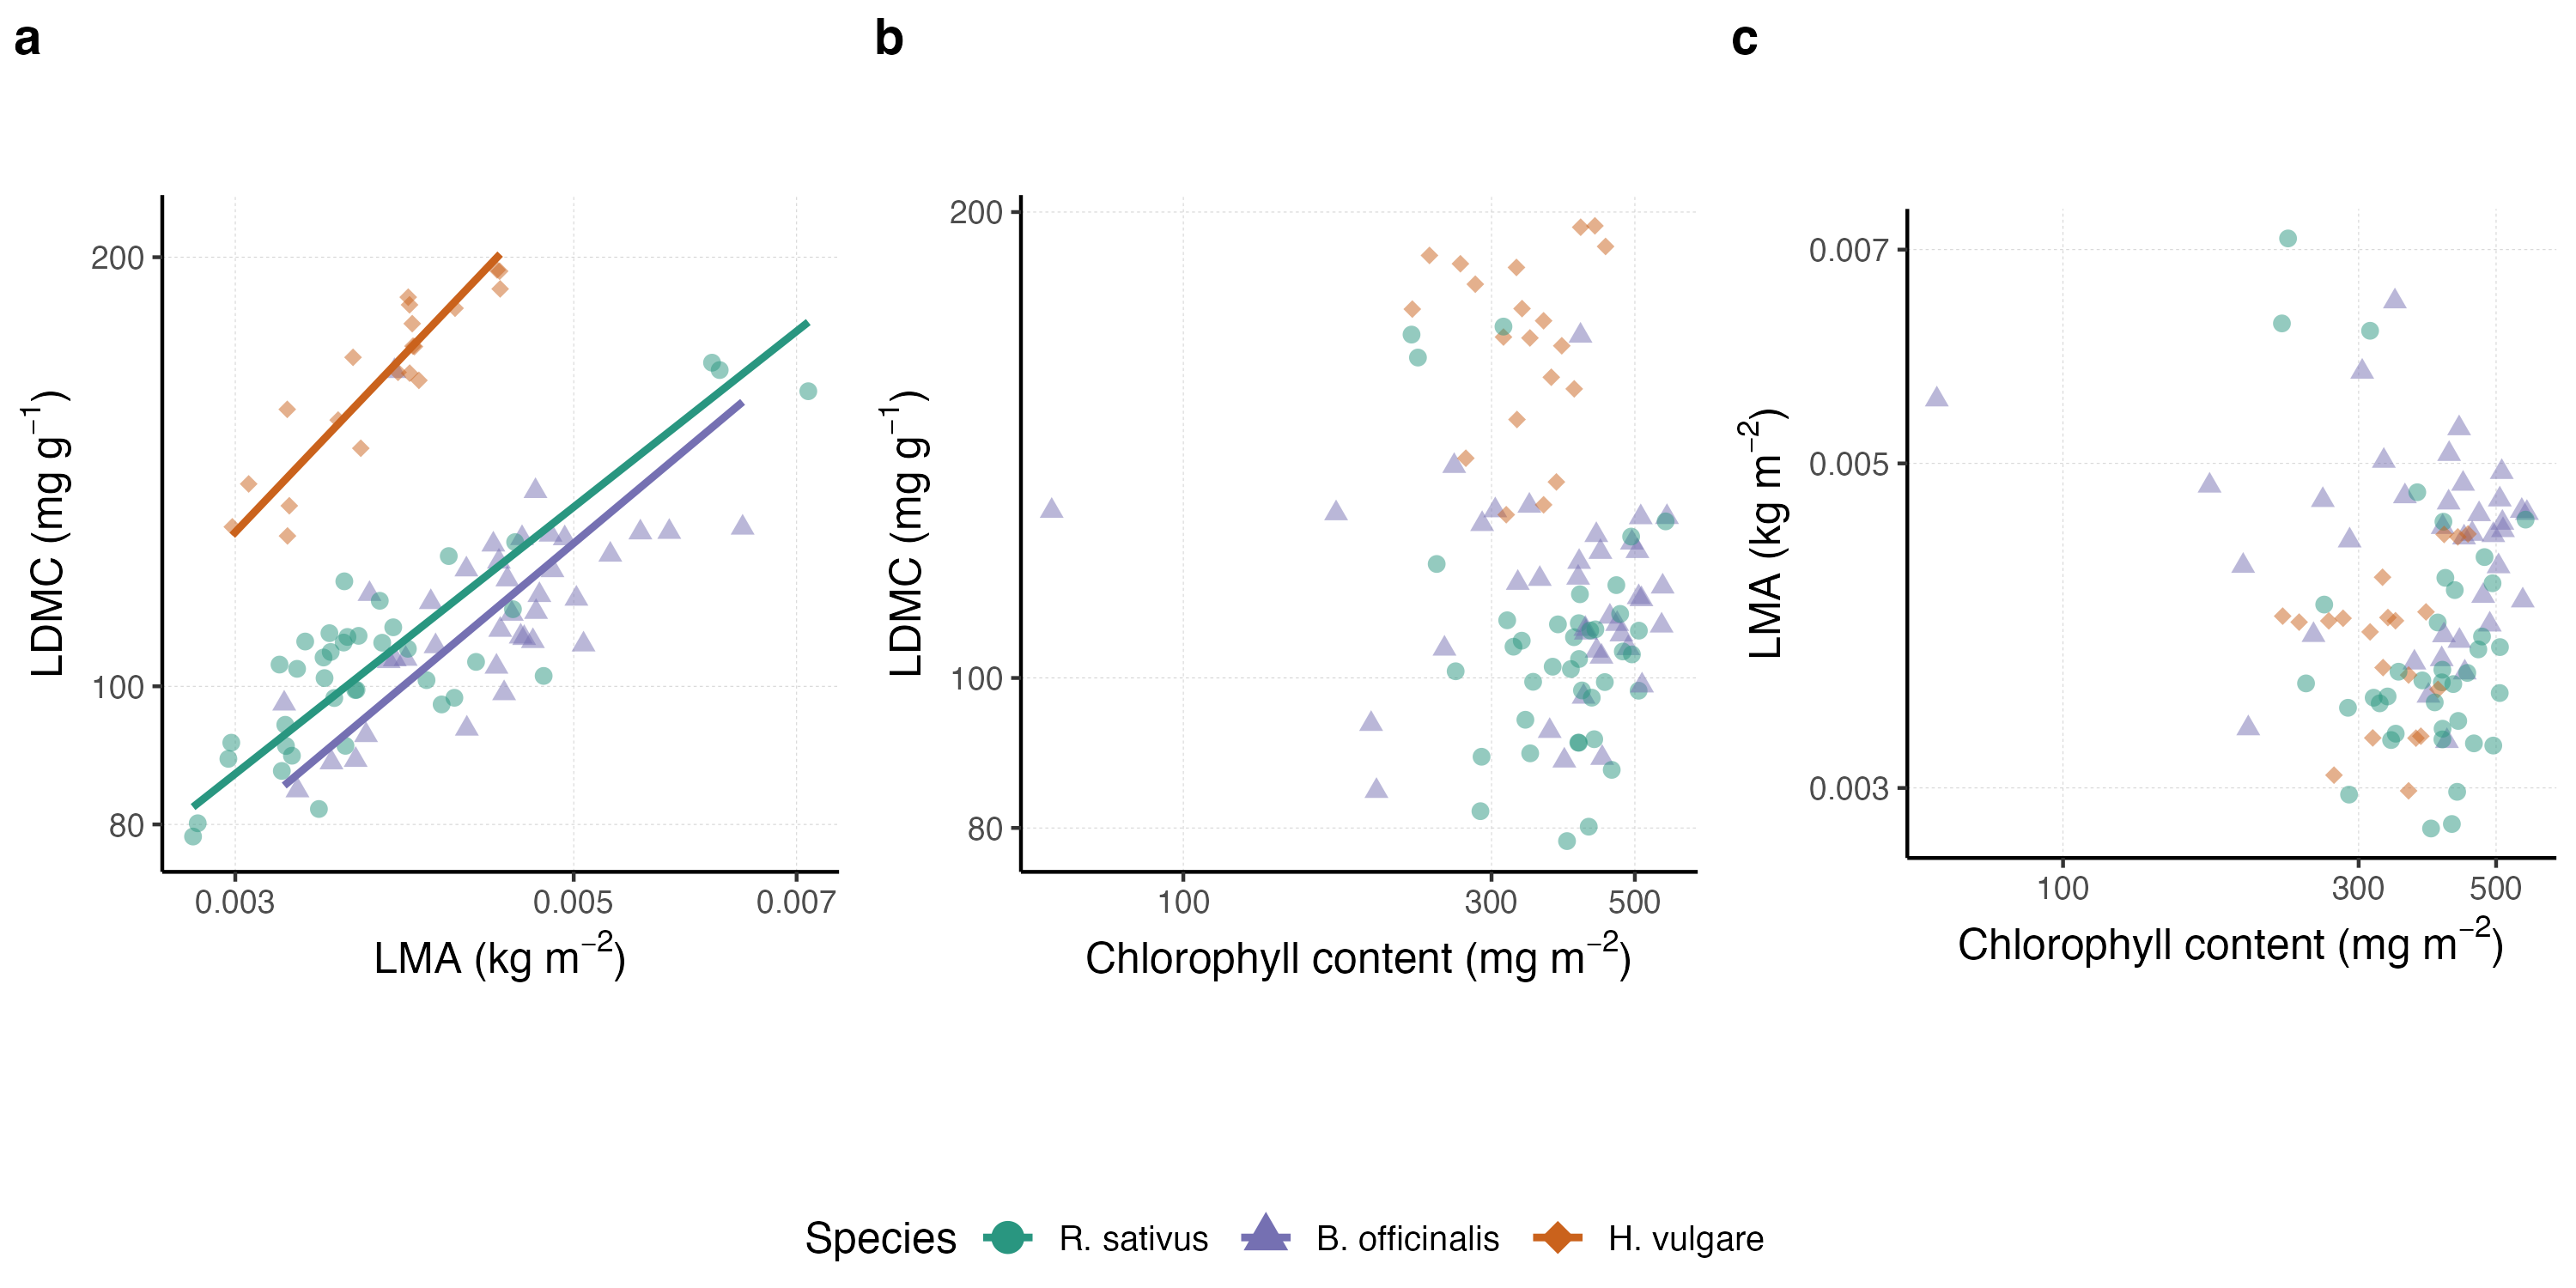 a
b
c
200
100
80
0.003
0.005
0.007
LMA (kg m−2)
LDMC (mg g−1)
200
100
80
100
300
500
Chlorophyll content (mg m−2)
LDMC (mg g−1)
0.007
0.005
0.003
100
300
500
Chlorophyll content (mg m−2)
LMA (kg m−2)
Species
R. sativus
B. officinalis
H. vulgare